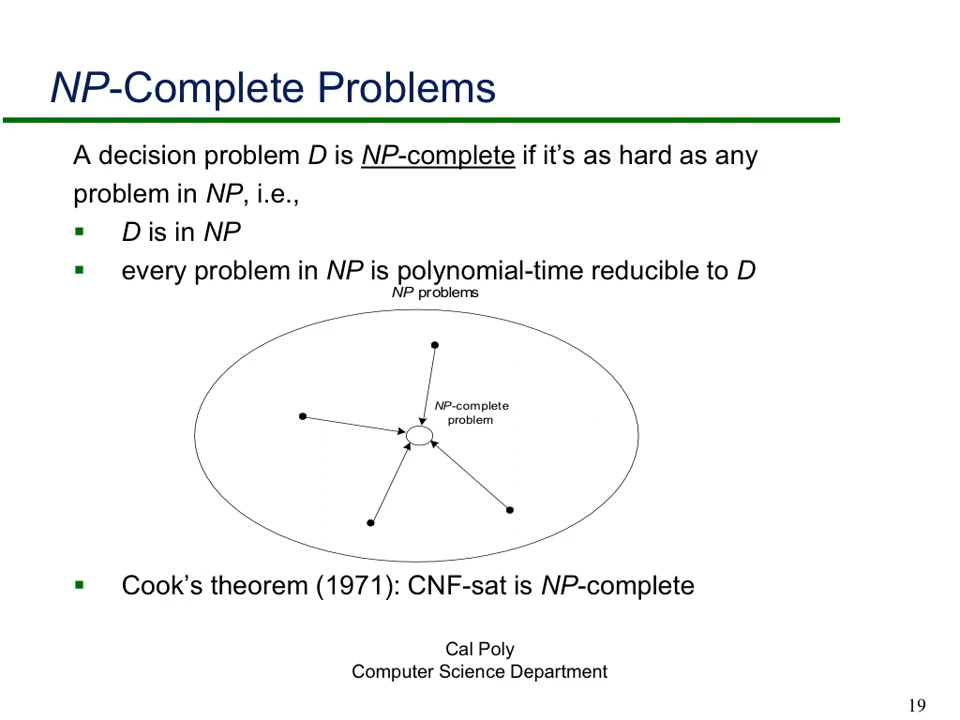 NP-Complete Problems
A decision problem D is NP-complete if it’s as hard as any
problem in NP, i.e.,
▪ D is in NP
▪ every problem in NP is polynomial-time reducible to D
NP problems
NP-complete
problem
▪ Cook’s theorem (1971): CNF-sat is NP-complete
Cal Poly
Computer Science Department
19